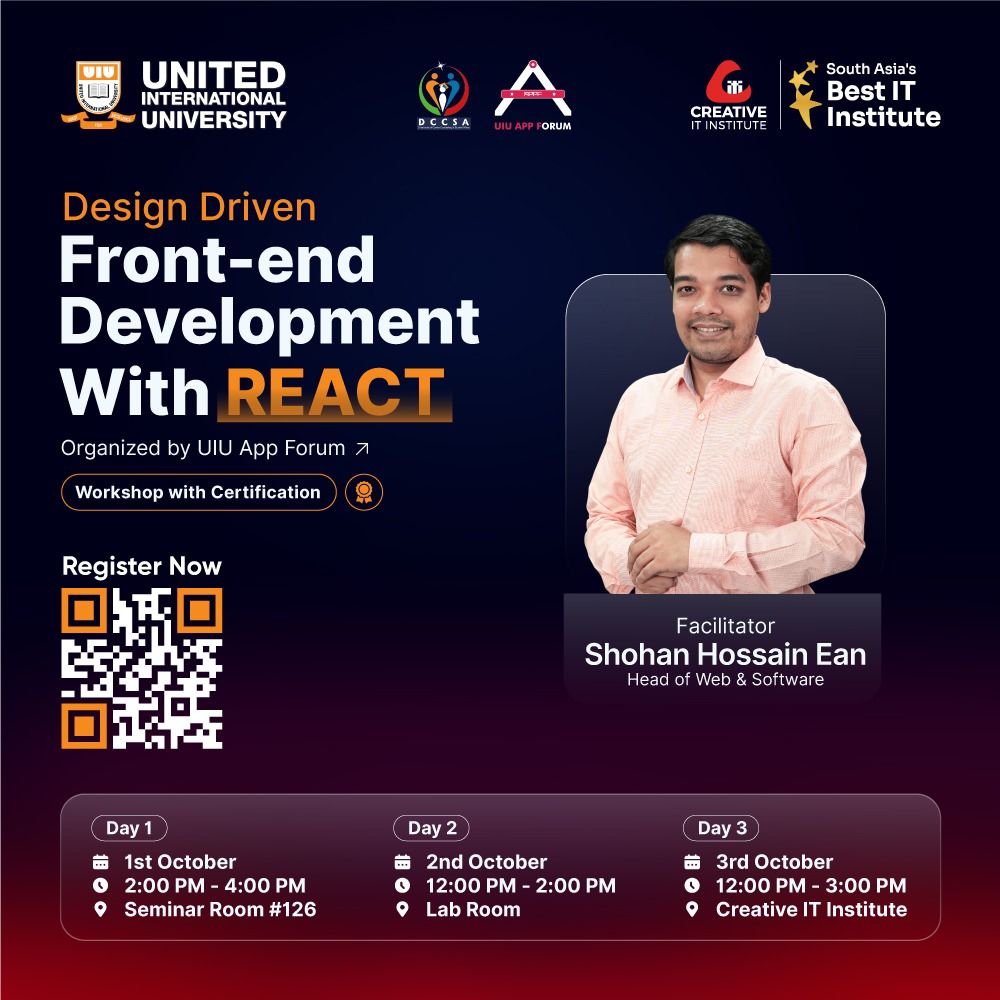 UIU
UNITED
INTERNATIONAL
UNIVERSITY
DCCSA
UIU APP FORUM
CREATIVE
IT INSTITUTE
South Asia's
Best IT
Institute
Design Driven
Front-end
Development
With REACT
Organized by UIU App Forum
Workshop with Certification
Register Now
Facilitator
Shohan Hossain Ean
Head of Web & Software
Day 1
1st October
2:00 PM - 4:00 PM
Seminar Room #126
Day 2
2nd October
12:00 PM - 2:00 PM
Lab Room
Day 3
3rd October
12:00 PM - 3:00 PM
Creative IT Institute